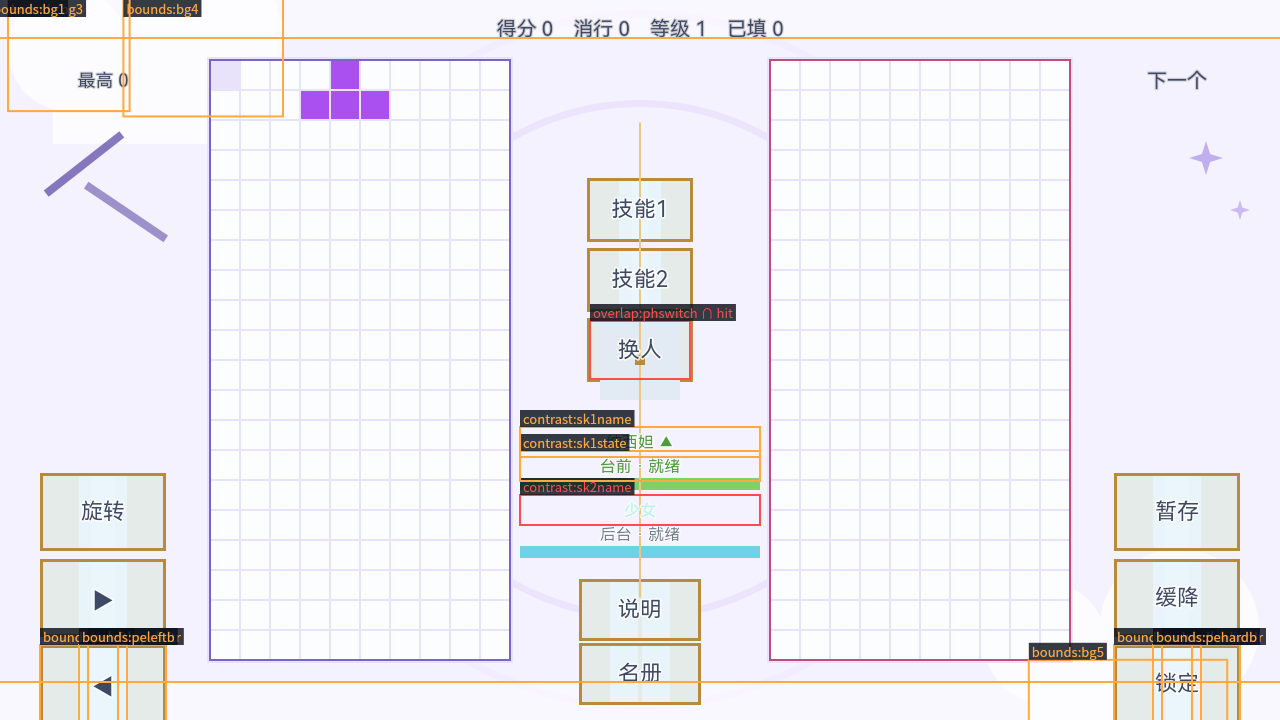 bounds:bg4
得分 0 消行 0 等级 1 已填 0
最高 0
下一个
技能1
技能2
overlap:phswitch ∩ hit
换人
contrast:sk1name
contrast:sk1state
台前 · 就绪
contrast:sk2name
少女
后台 · 就绪
旋转
▶
bounds:peleftb
◀
说明
名册
暂存
缓降
bounds:pehardb
bounds:bg5
锁定